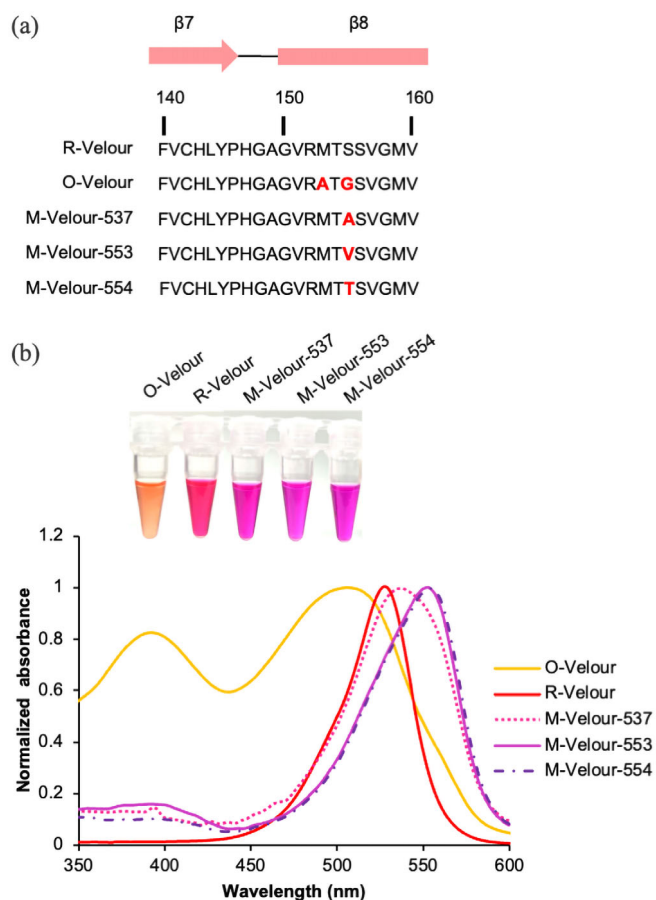 (a)
β7 β8
140 150 160
R-Velour FVCHLYPHGAGVRMTSSVGMV
O-Velour FVCHLYPHGAGVRATGSVGMV
M-Velour-537 FVCHLYPHGAGVRMTASVGMV
M-Velour-553 FVCHLYPHGAGVRMTVSVGMV
M-Velour-554 FVCHLYPHGAGVRMTTSVGMV
(b)
O-Velour R-Velour M-Velour-537 M-Velour-553 M-Velour-554
1.2
1
0.8
0.6
0.4
0.2
0
Normalized absorbance
350 400 450 500 550 600
Wavelength (nm)
O-Velour
R-Velour
M-Velour-537
M-Velour-553
M-Velour-554